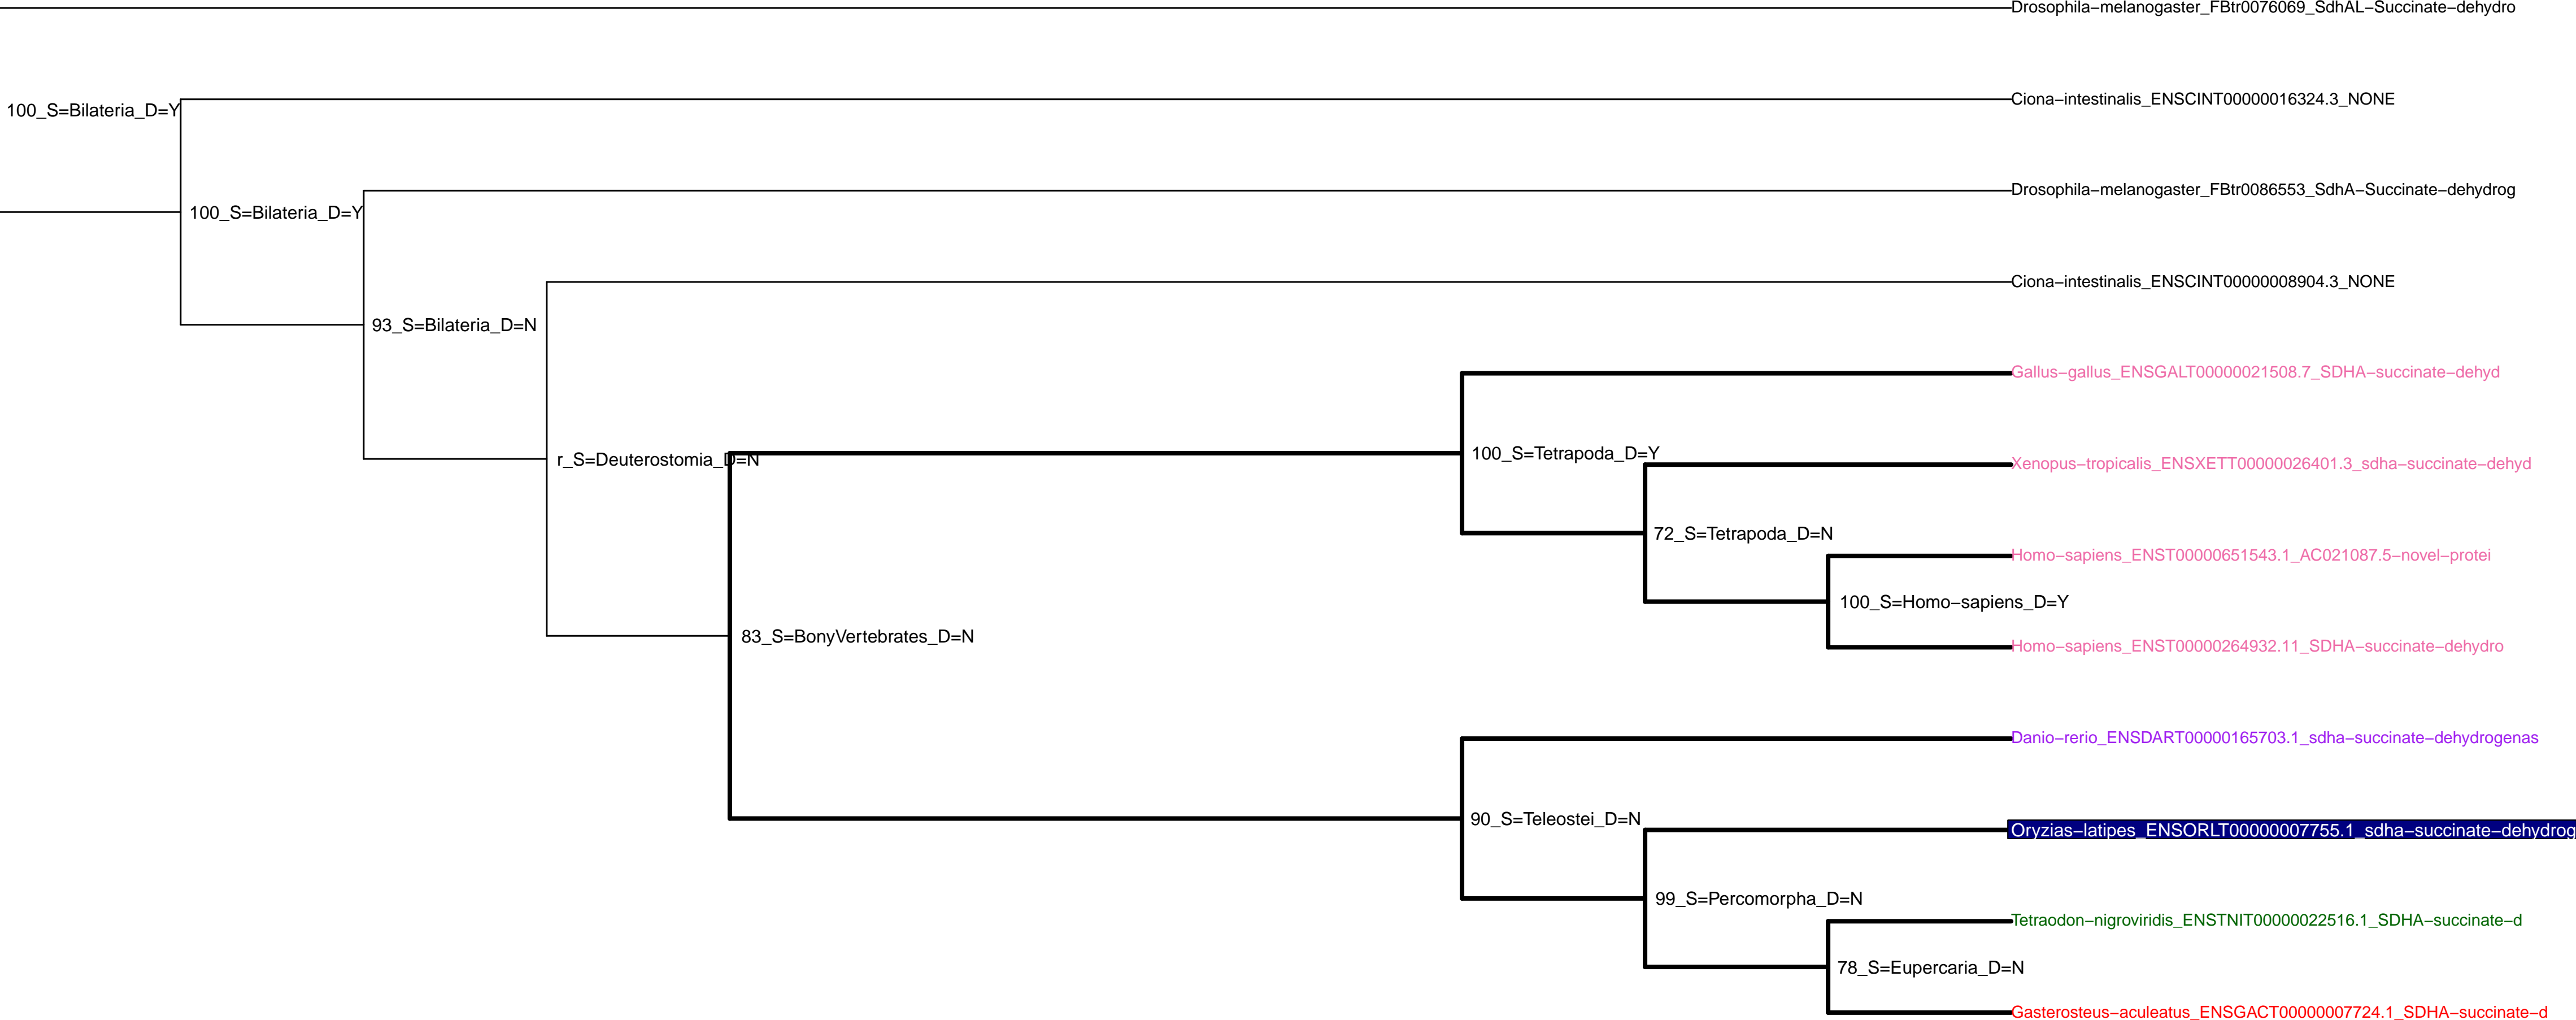 Drosophila−melanogaster_FBtr0076069_SdhAL−Succinate−dehydro
Ciona−intestinalis_ENSCINT00000016324.3_NONE
100_S=Bilateria_D=Y
Drosophila−melanogaster_FBtr0086553_SdhA−Succinate−dehydrog
100_S=Bilateria_D=Y
Ciona−intestinalis_ENSCINT00000008904.3_NONE
93_S=Bilateria_D=N
Gallus−gallus_ENSGALT00000021508.7_SDHA−succinate−dehyd
100_S=Tetrapoda_D=Y
r_S=Deuterostomia_D=N
Xenopus−tropicalis_ENSXETT00000026401.3_sdha−succinate−dehyd
72_S=Tetrapoda_D=N
Homo−sapiens_ENST00000651543.1_AC021087.5−novel−protei
100_S=Homo−sapiens_D=Y
83_S=BonyVertebrates_D=N
Homo−sapiens_ENST00000264932.11_SDHA−succinate−dehydro
Danio−rerio_ENSDART00000165703.1_sdha−succinate−dehydrogenas
90_S=Teleostei_D=N
Oryzias−latipes_ENSORLT00000007755.1_sdha−succinate−dehydrog
99_S=Percomorpha_D=N
Tetraodon−nigroviridis_ENSTNIT00000022516.1_SDHA−succinate−d
78_S=Eupercaria_D=N
Gasterosteus−aculeatus_ENSGACT00000007724.1_SDHA−succinate−d